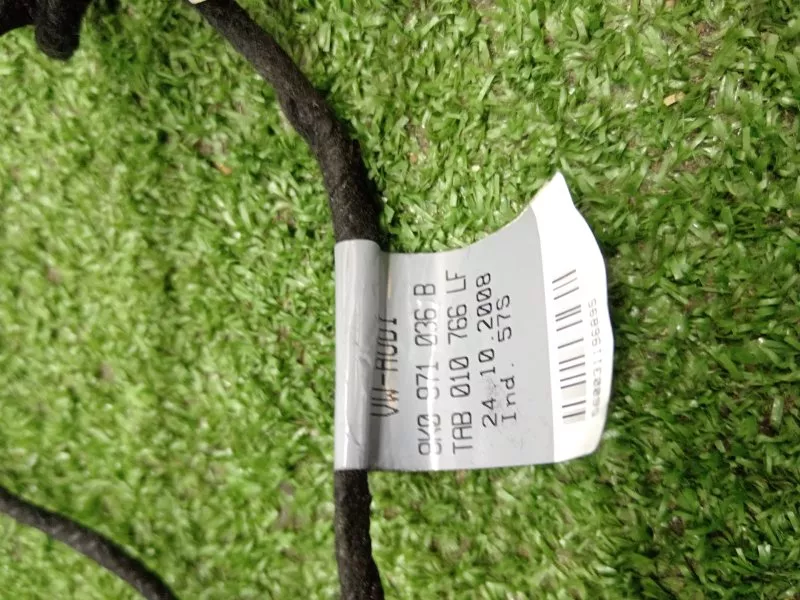 VW-AUDI
8K0 971 036 B
TAB 010 766 LF
24.10.2008
Ind. 57S